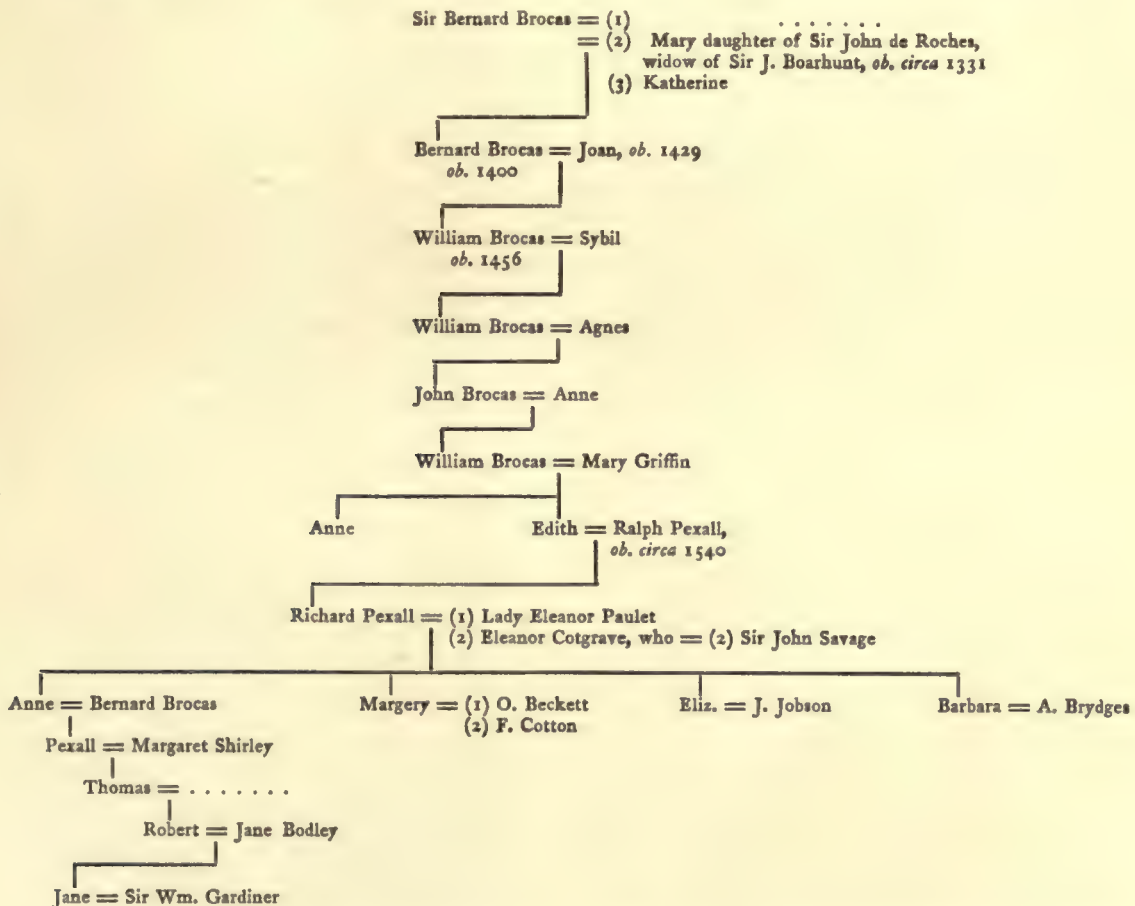 Sir Bernard Brocas = (1) . . . . . . .
= (2) Mary daughter of Sir John de Roches,
widow of Sir J. Boarhunt, ob. circa 1331
(3) Katherine
Bernard Brocas = Joan, ob. 1429
ob. 1400
William Brocas = Sybil
ob. 1456
William Brocas = Agnes
John Brocas = Anne
William Brocas = Mary Griffin
Anne Edith = Ralph Pexall,
ob. circa 1540
Richard Pexall = (1) Lady Eleanor Paulet
(2) Eleanor Cotgrave, who = (2) Sir John Savage
Anne = Bernard Brocas Margery = (1) O. Beckett Eliz. = J. Jobson Barbara = A. Brydges
(2) F. Cotton
Pexall = Margaret Shirley
Thomas = . . . . . . .
Robert = Jane Bodley
Jane = Sir Wm. Gardiner